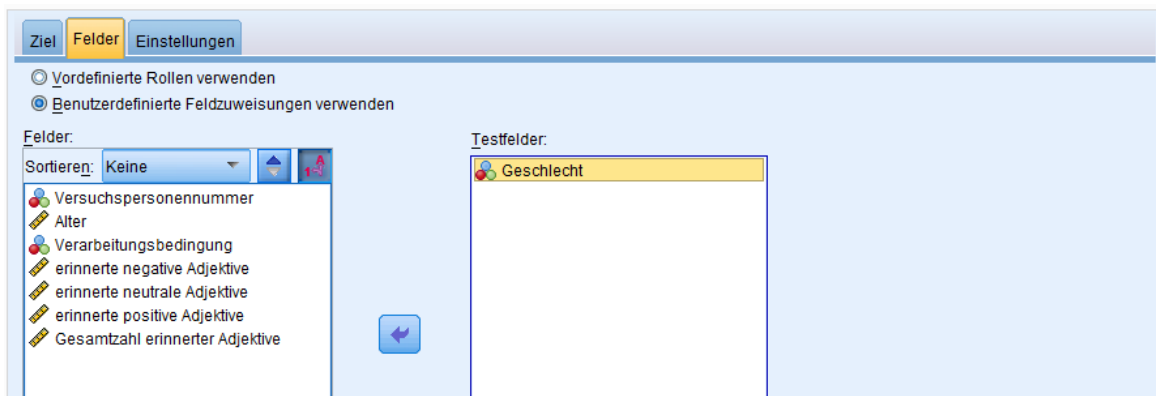 Ziel Felder Einstellungen
Vordefinierte Rollen verwenden
Benutzerdefinierte Feldzuweisungen verwenden
Felder:
Sortieren: Keine
Versuchspersonennummer
Alter
Verarbeitungsbedingung
erinnerte negative Adjektive
erinnerte neutrale Adjektive
erinnerte positive Adjektive
Gesamtzahl erinnerter Adjektive
Testfelder:
Geschlecht